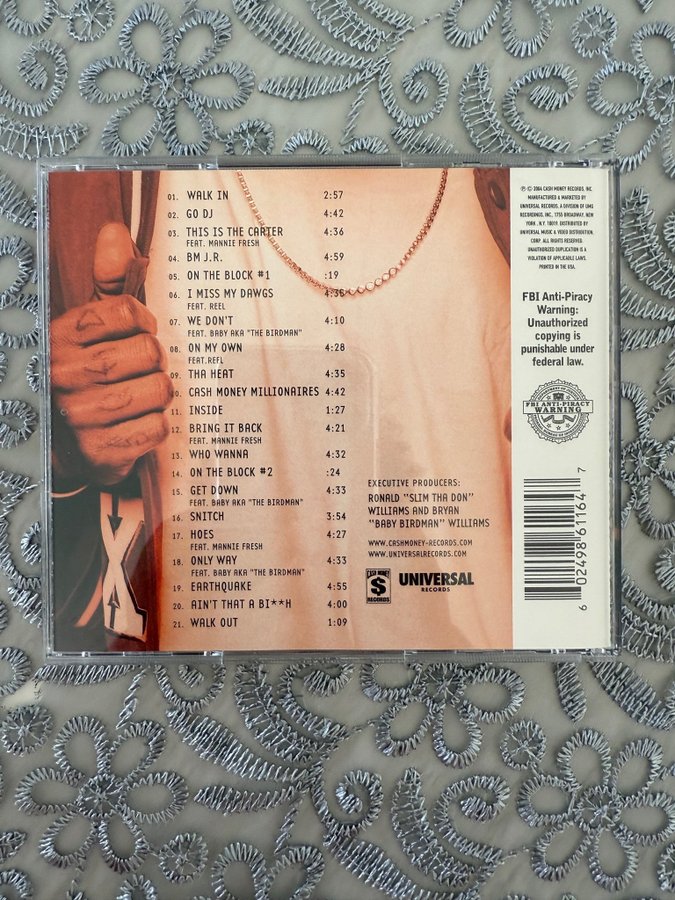 01. WALK IN 2:57
02. GO DJ 4:42
03. THIS IS THE CARTER 4:36
FEAT. MANNIE FRESH
04. BM J.R. 4:59
05. ON THE BLOCK #1 :19
06. I MISS MY DAWGS 4:35
FEAT. REEL
07. WE DON'T 4:10
FEAT. BABY AKA "THE BIRDMAN"
08. ON MY OWN 4:28
FEAT.REEL
09. THA HEAT 4:35
10. CASH MONEY MILLIONAIRES 4:42
11. INSIDE 1:27
12. BRING IT BACK 4:21
FEAT. MANNIE FRESH
13. WHO WANNA 4:32
14. ON THE BLOCK #2 :24
15. GET DOWN 4:33
FEAT. BABY AKA "THE BIRDMAN"
16. SNITCH 3:54
17. HOES 4:27
FEAT. MANNIE FRESH
18. ONLY WAY 4:33
FEAT. BABY AKA "THE BIRDMAN"
19. EARTHQUAKE 4:55
20. AIN'T THAT A BI**H 4:00
21. WALK OUT 1:09
EXECUTIVE PRODUCERS:
RONALD "SLIM THA DON"
WILLIAMS AND BRYAN
"BABY BIRDMAN" WILLIAMS
WWW.CASHMONEY-RECORDS.COM
WWW.UNIVERSALRECORDS.COM
CASH MONEY
$
RECORDS
UNIVERSAL
RECORDS
℗ © 2004 CASH MONEY RECORDS, INC.
MANUFACTURED & MARKETED BY
UNIVERSAL RECORDS, A DIVISION OF UMG
RECORDINGS, INC., 1755 BROADWAY, NEW
YORK, N.Y. 10019. DISTRIBUTED BY
UNIVERSAL MUSIC & VIDEO DISTRIBUTION,
CORP. ALL RIGHTS RESERVED.
UNAUTHORIZED DUPLICATION IS A
VIOLATION OF APPLICABLE LAWS.
PRINTED IN THE USA.
FBI Anti-Piracy
Warning:
Unauthorized
copying is
punishable under
federal law.
FBI ANTI-PIRACY
WARNING
6 02498 61164 7